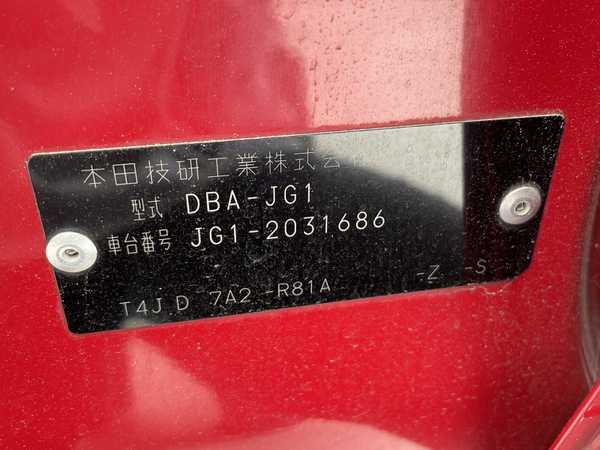 本田技研工業株式会社
型式 DBA-JG1
車台番号 JG1-2031686
T4J D 7A2 -R81A -Z -S